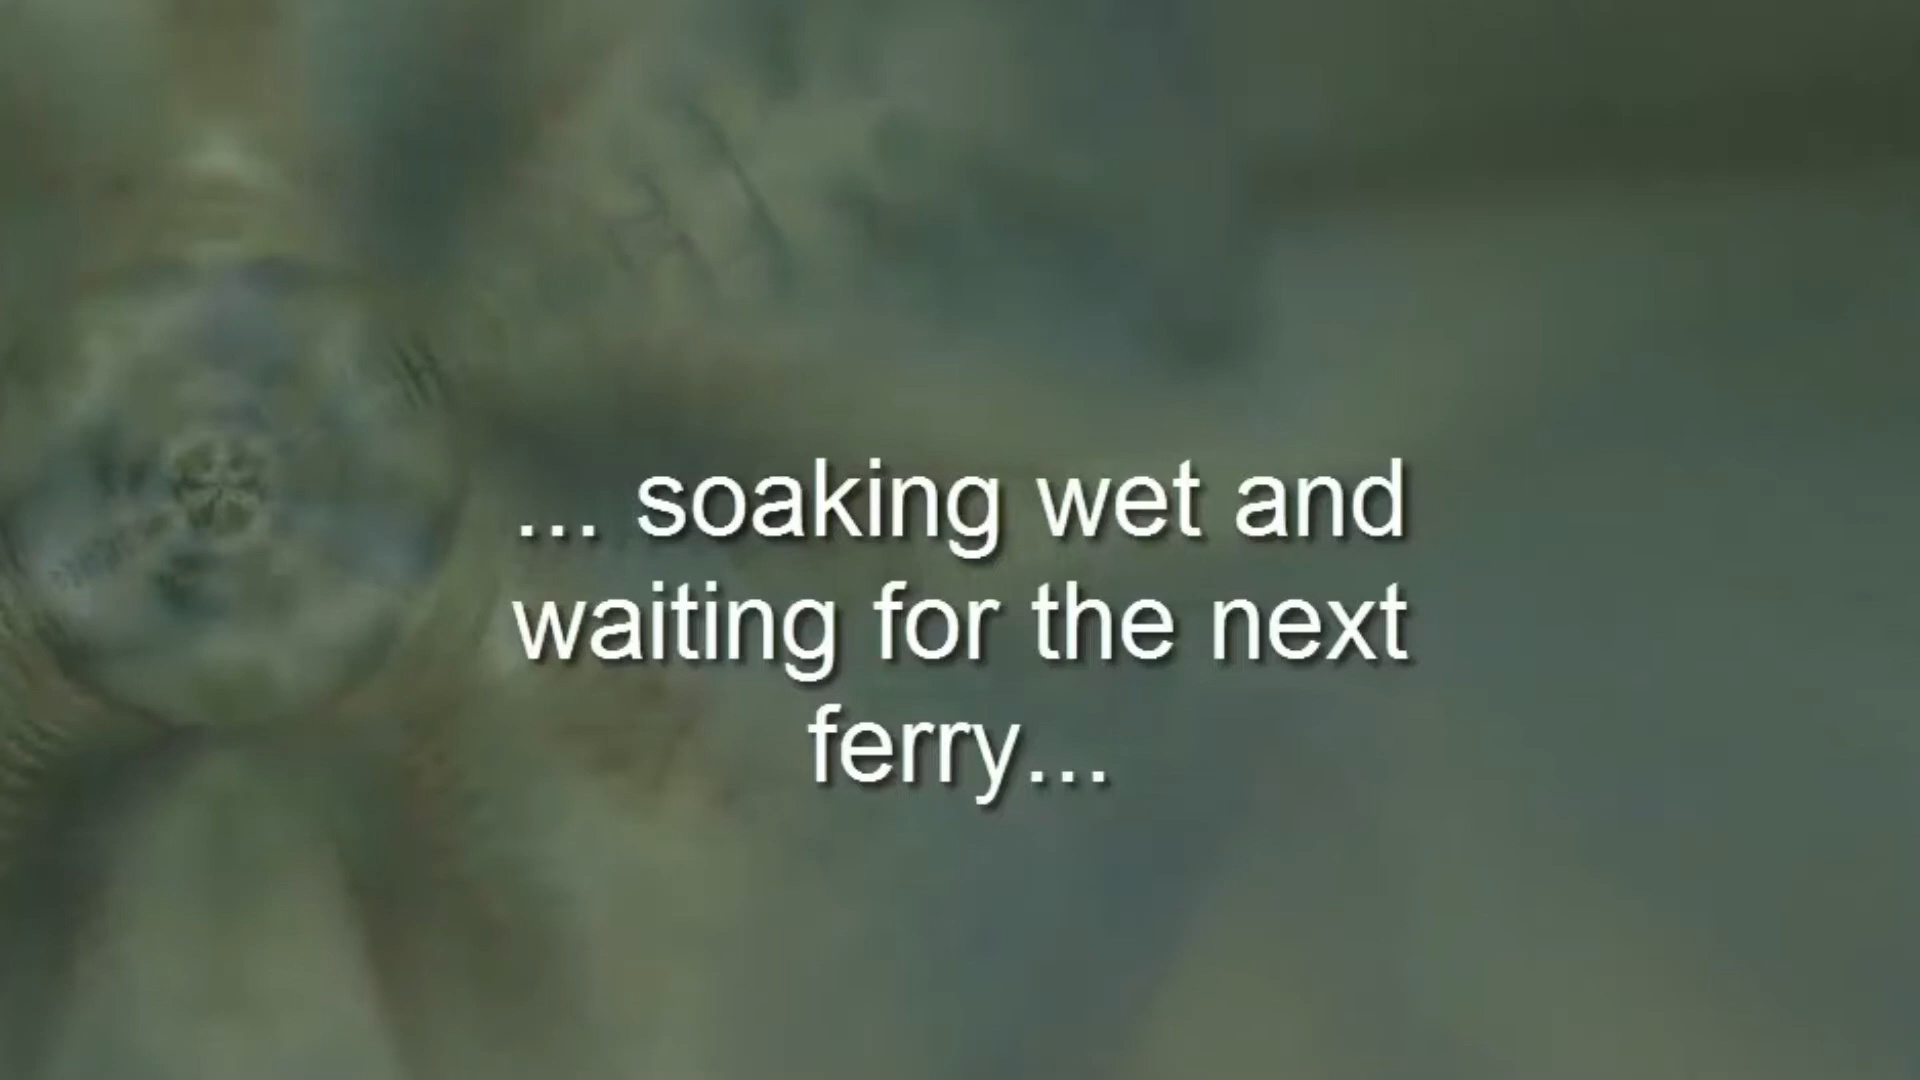 ... soaking wet and
waiting for the next
ferry...